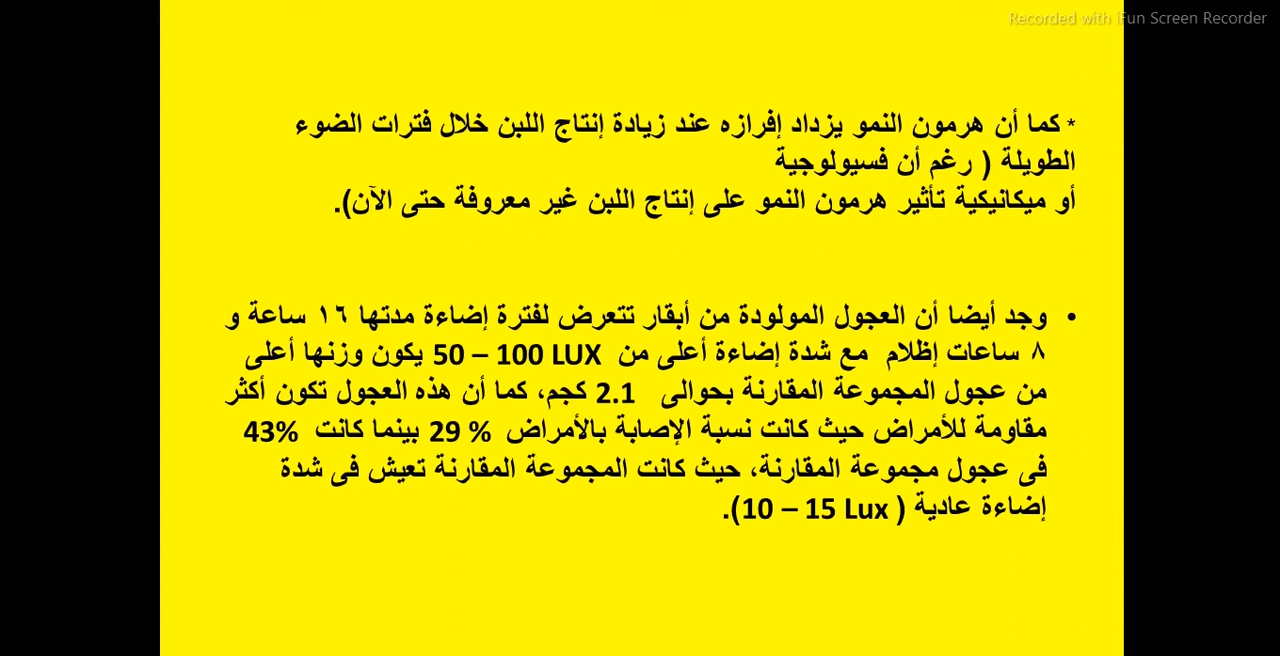 Recorded with iFun Screen Recorder
* كما أن هرمون النمو يزداد إفرازه عند زيادة إنتاج اللبن خلال فترات الضوء
الطويلة ( رغم أن فسيولوجية
أو ميكانيكية تأثير هرمون النمو على إنتاج اللبن غير معروفة حتى الآن).
• وجد أيضا أن العجول المولودة من أبقار تتعرض لفترة إضاءة مدتها ١٦ ساعة و
٨ ساعات إظلام مع شدة إضاءة أعلى من 50 – 100 LUX يكون وزنها أعلى
من عجول المجموعة المقارنة بحوالى 2.1 كجم، كما أن هذه العجول تكون أكثر
مقاومة للأمراض حيث كانت نسبة الإصابة بالأمراض % 29 بينما كانت 43%
فى عجول مجموعة المقارنة، حيث كانت المجموعة المقارنة تعيش فى شدة
إضاءة عادية ( 10 – 15 Lux).